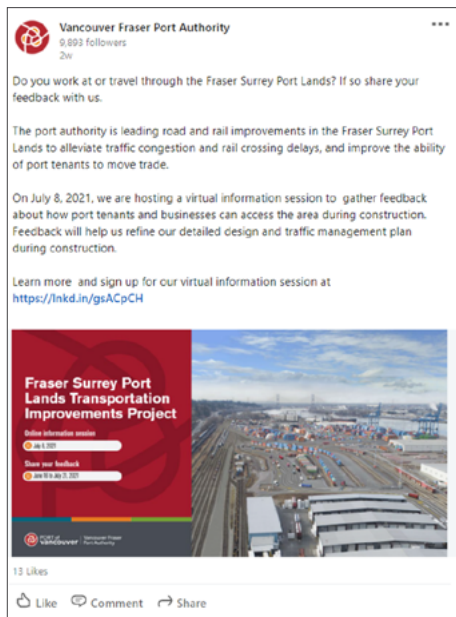 Vancouver Fraser Port Authority
9,893 followers
2w
Do you work at or travel through the Fraser Surrey Port Lands? If so share your
feedback with us.
The port authority is leading road and rail improvements in the Fraser Surrey Port
Lands to alleviate traffic congestion and rail crossing delays, and improve the ability
of port tenants to move trade.
On July 8, 2021, we are hosting a virtual information session to gather feedback
about how port tenants and businesses can access the area during construction.
Feedback will help us refine our detailed design and traffic management plan
during construction.
Learn more and sign up for our virtual information session at
https://lnkd.in/gsACpCH
Fraser Surrey Port
Lands Transportation
Improvements Project
Online information session
July 8, 2021
Share your feedback
June 10 to July 21, 2021
PORT of
vancouver
Vancouver Fraser
Port Authority
13 Likes
Like Comment Share